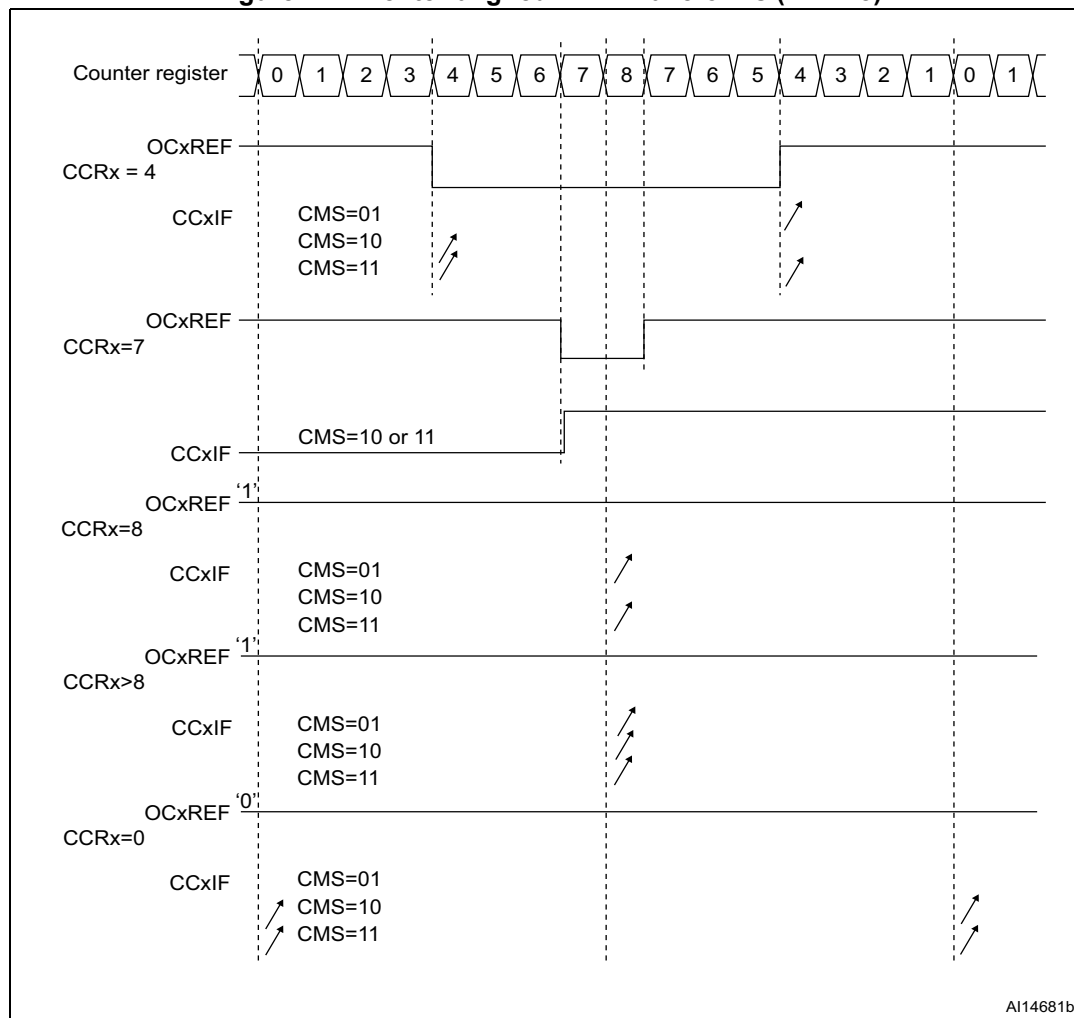 Counter register 0 1 2 3 4 5 6 7 8 7 6 5 4 3 2 1 0 1
OCxREF
CCRx = 4
CCxIF CMS=01
CMS=10
CMS=11
OCxREF
CCRx=7
CMS=10 or 11
CCxIF
OCxREF '1'
CCRx=8
CCxIF CMS=01
CMS=10
CMS=11
OCxREF '1'
CCRx>8
CCxIF CMS=01
CMS=10
CMS=11
OCxREF '0'
CCRx=0
CCxIF CMS=01
CMS=10
CMS=11
AI14681b